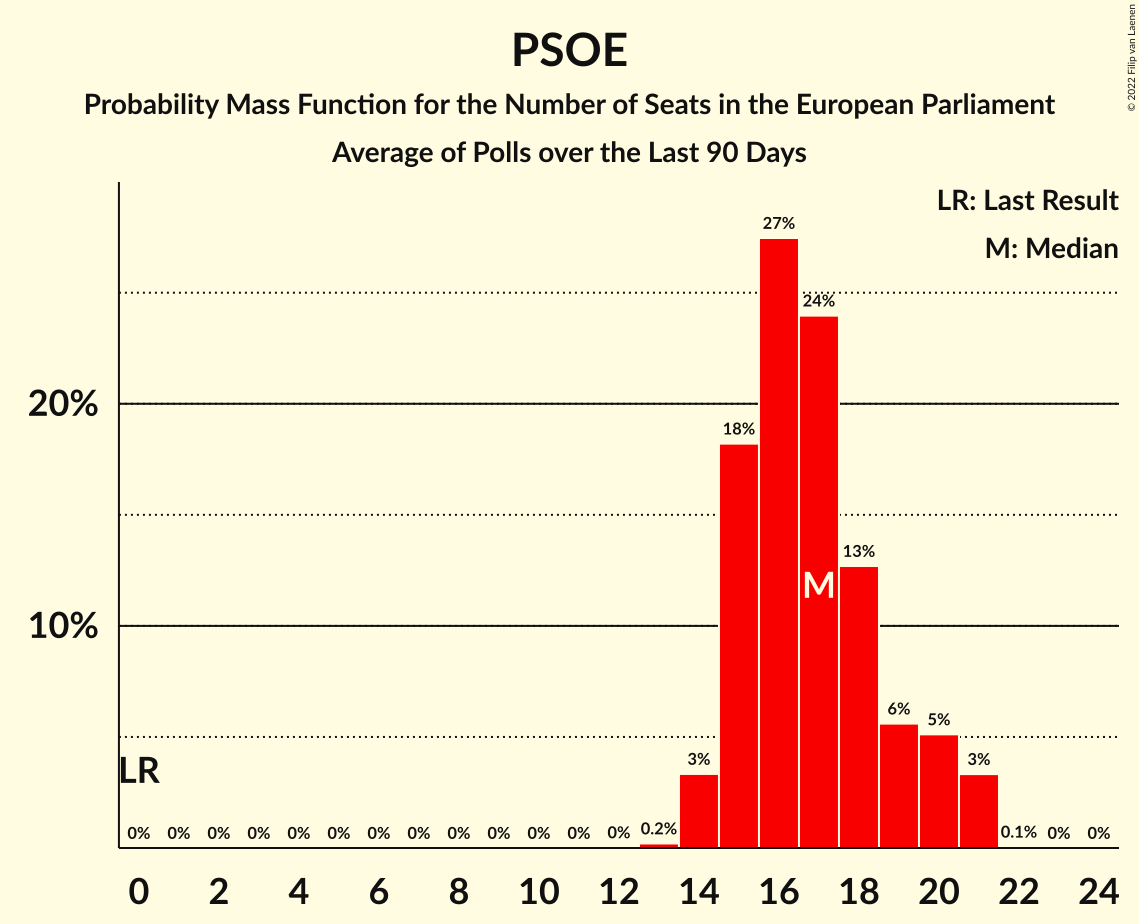 PSOE
Probability Mass Function for the Number of Seats in the European Parliament
Average of Polls over the Last 90 Days
© 2022 Filip van Laenen
LR: Last Result
M: Median
27%
24%
20%
18%
13%
M
10%
6%
5%
3%
3%
LR
0% 0% 0% 0% 0% 0% 0% 0% 0% 0% 0% 0% 0% 0.2% 0.1% 0% 0%
0 2 4 6 8 10 12 14 16 18 20 22 24